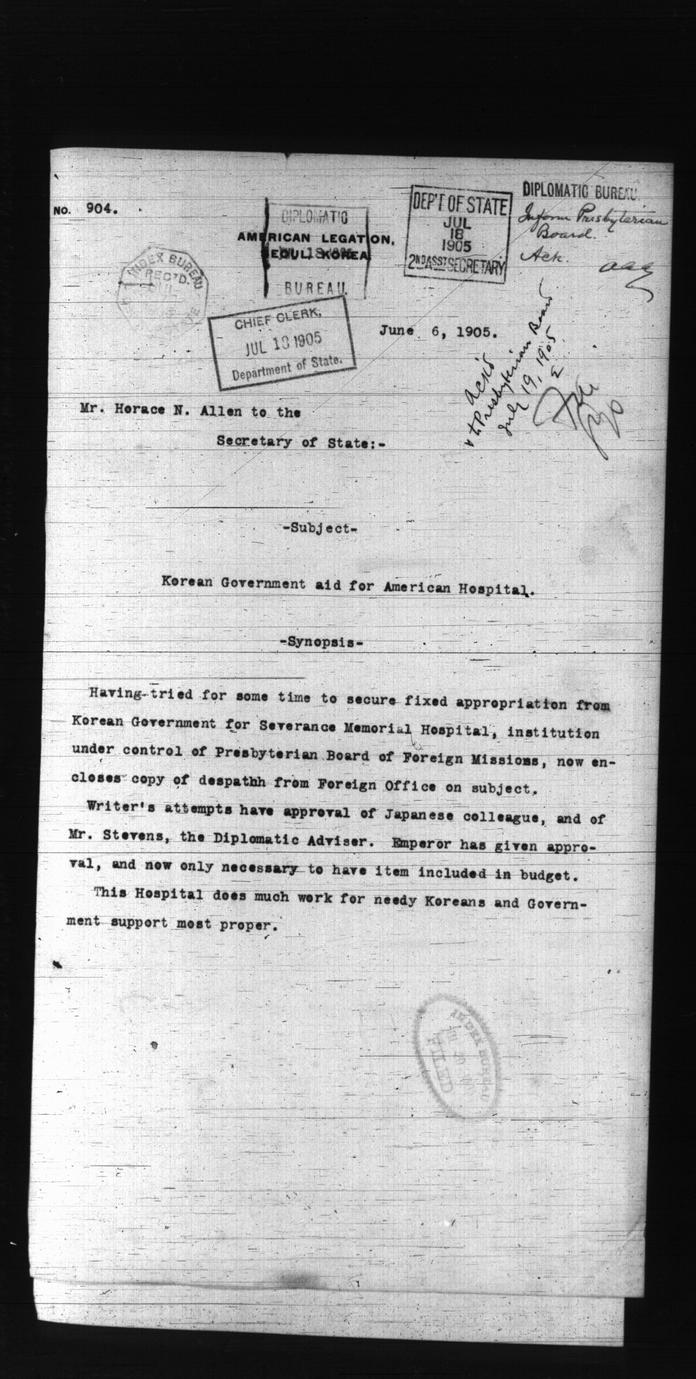 No. 904.
DIPLOMATIC
AMERICAN LEGATION,
SEOUL, KOREA
BUREAU.
DEP'T OF STATE
JUL
18
1905
2ND ASST SECRETARY
DIPLOMATIC BUREAU.
Inform Presbyterian
Board.
Ack.
INDEX BUREAU
REC'D.
JUL
CHIEF CLERK,
JUL 18 1905
Department of State.
June 6, 1905.
Ack'd
& to Presbyterian Board
July 19, 1905
Mr. Horace N. Allen to the
Secretary of State:-
-Subject-
Korean Government aid for American Hospital.
-Synopsis-
Having tried for some time to secure fixed appropriation from
Korean Government for Severance Memorial Hospital, institution
under control of Presbyterian Board of Foreign Missions, now en-
closes copy of despathh from Foreign Office on subject.
Writer's attempts have approval of Japanese colleague, and of
Mr. Stevens, the Diplomatic Adviser. Emperor has given appro-
val, and now only necessary to have item included in budget.
This Hospital does much work for needy Koreans and Govern-
ment support most proper.
INDEX BUREAU
FILED